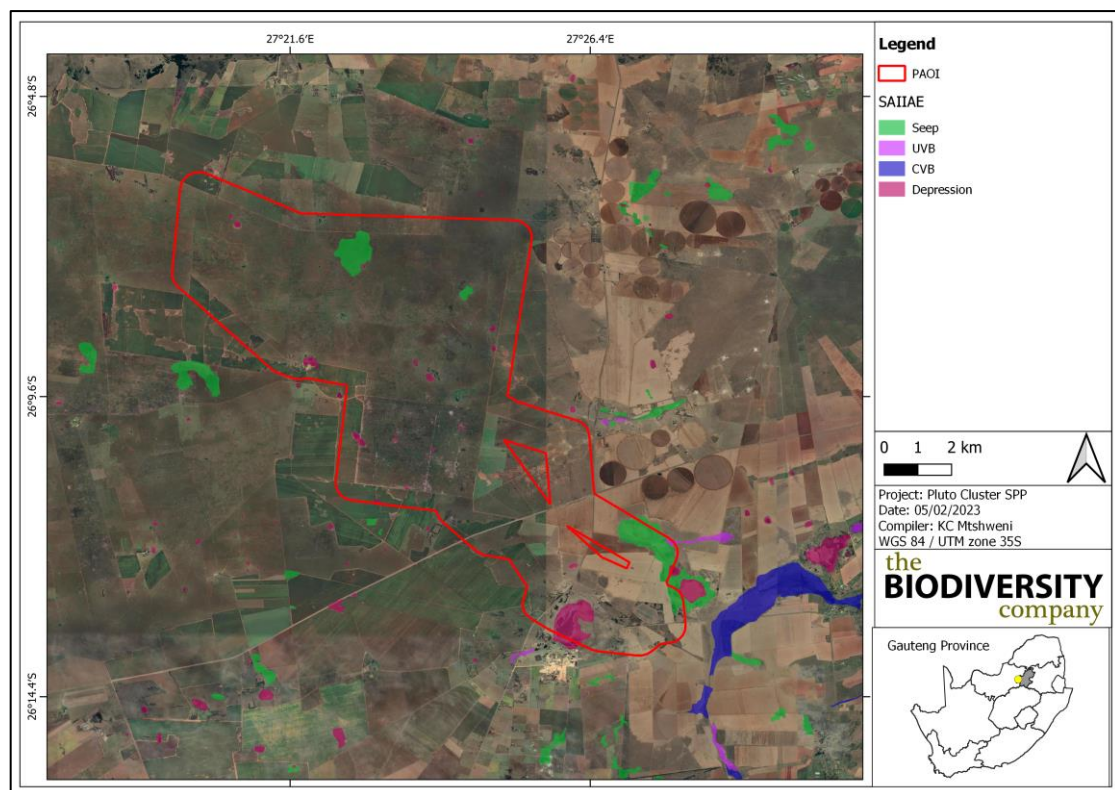 27°21.6'E
27°26.4'E
26°4.8'S
26°9.6'S
26°14.4'S
Legend
PAOI
SAIIAE
Seep
UVB
CVB
Depression
0 1 2 km
Project: Pluto Cluster SPP
Date: 05/02/2023
Compiler: KC Mtshweni
WGS 84 / UTM zone 35S
the
BIODIVERSITY
company
Gauteng Province